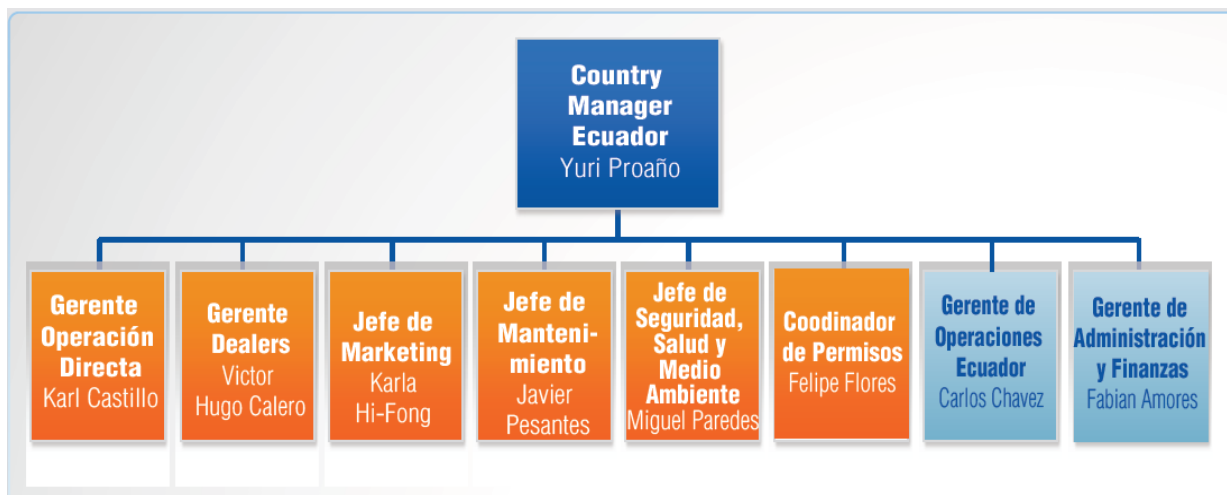 Country
Manager
Ecuador
Yuri Proaño
Gerente
Operación
Directa
Karl Castillo
Gerente
Dealers
Victor
Hugo Calero
Jefe de
Marketing
Karla
Hi-Fong
Jefe de
Manteni-
miento
Javier
Pesantes
Jefe de
Seguridad,
Salud y
Medio
Ambiente
Miguel Paredes
Coodinador
de Permisos
Felipe Flores
Gerente de
Operaciones
Ecuador
Carlos Chavez
Gerente de
Administración
y Finanzas
Fabian Amores